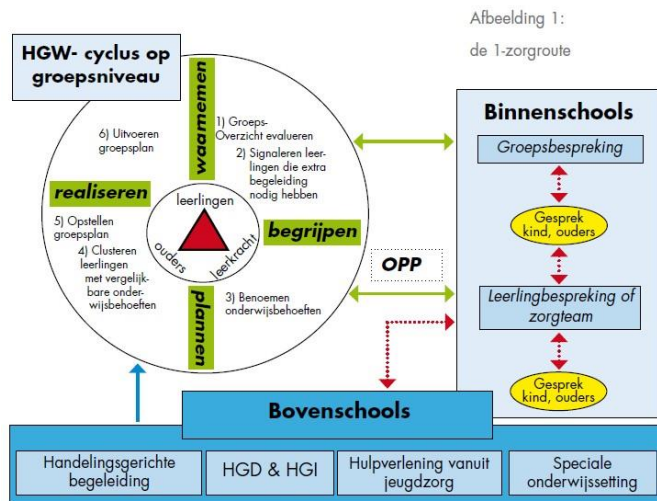 Afbeelding 1:
de 1-zorgroute
HGW- cyclus op
groepsniveau
waarnemen
1) Groeps-
Overzicht evalueren
2) Signaleren leer-
lingen die extra
begeleiding
nodig hebben
begrijpen
3) Benoemen
onderwijsbehoeften
plannen
4) Clusteren
leerlingen
met vergelijk-
bare onder-
wijsbehoeften
5) Opstellen
groepsplan
realiseren
6) Uitvoeren
groepsplan
leerlingen
ouders
leerkracht
OPP
Binnenschools
Groepsbespreking
Gesprek
kind, ouders
Leerlingbespreking of
zorgteam
Gesprek
kind, ouders
Bovenschools
Handelingsgerichte
begeleiding
HGD & HGI
Hulpverlening vanuit
jeugdzorg
Speciale
onderwijssetting